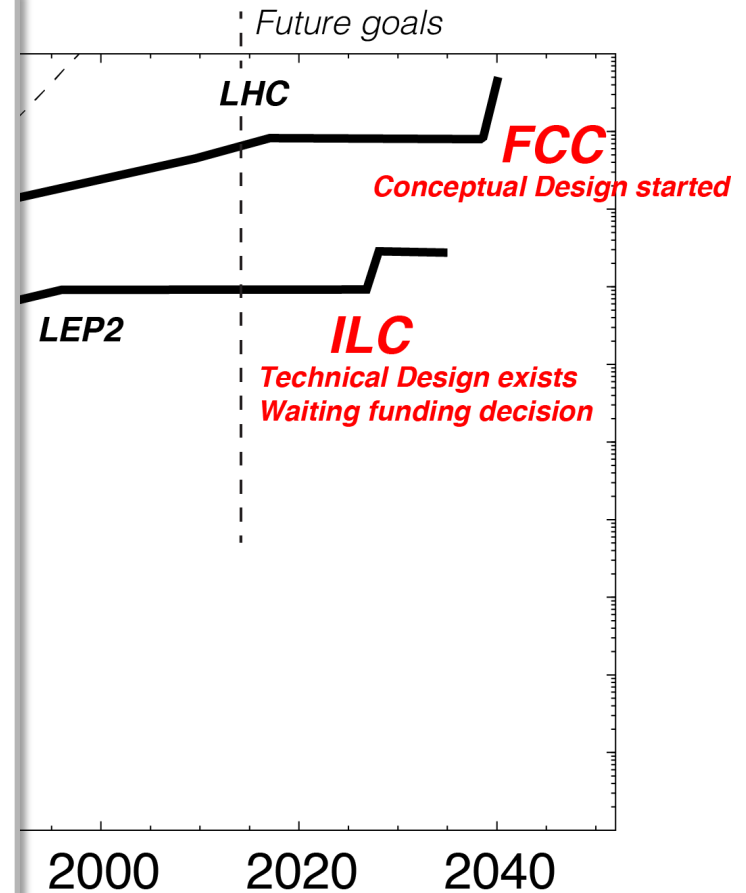 Future goals
LHC
FCC
Conceptual Design started
LEP2
ILC
Technical Design exists
Waiting funding decision
2000 2020 2040